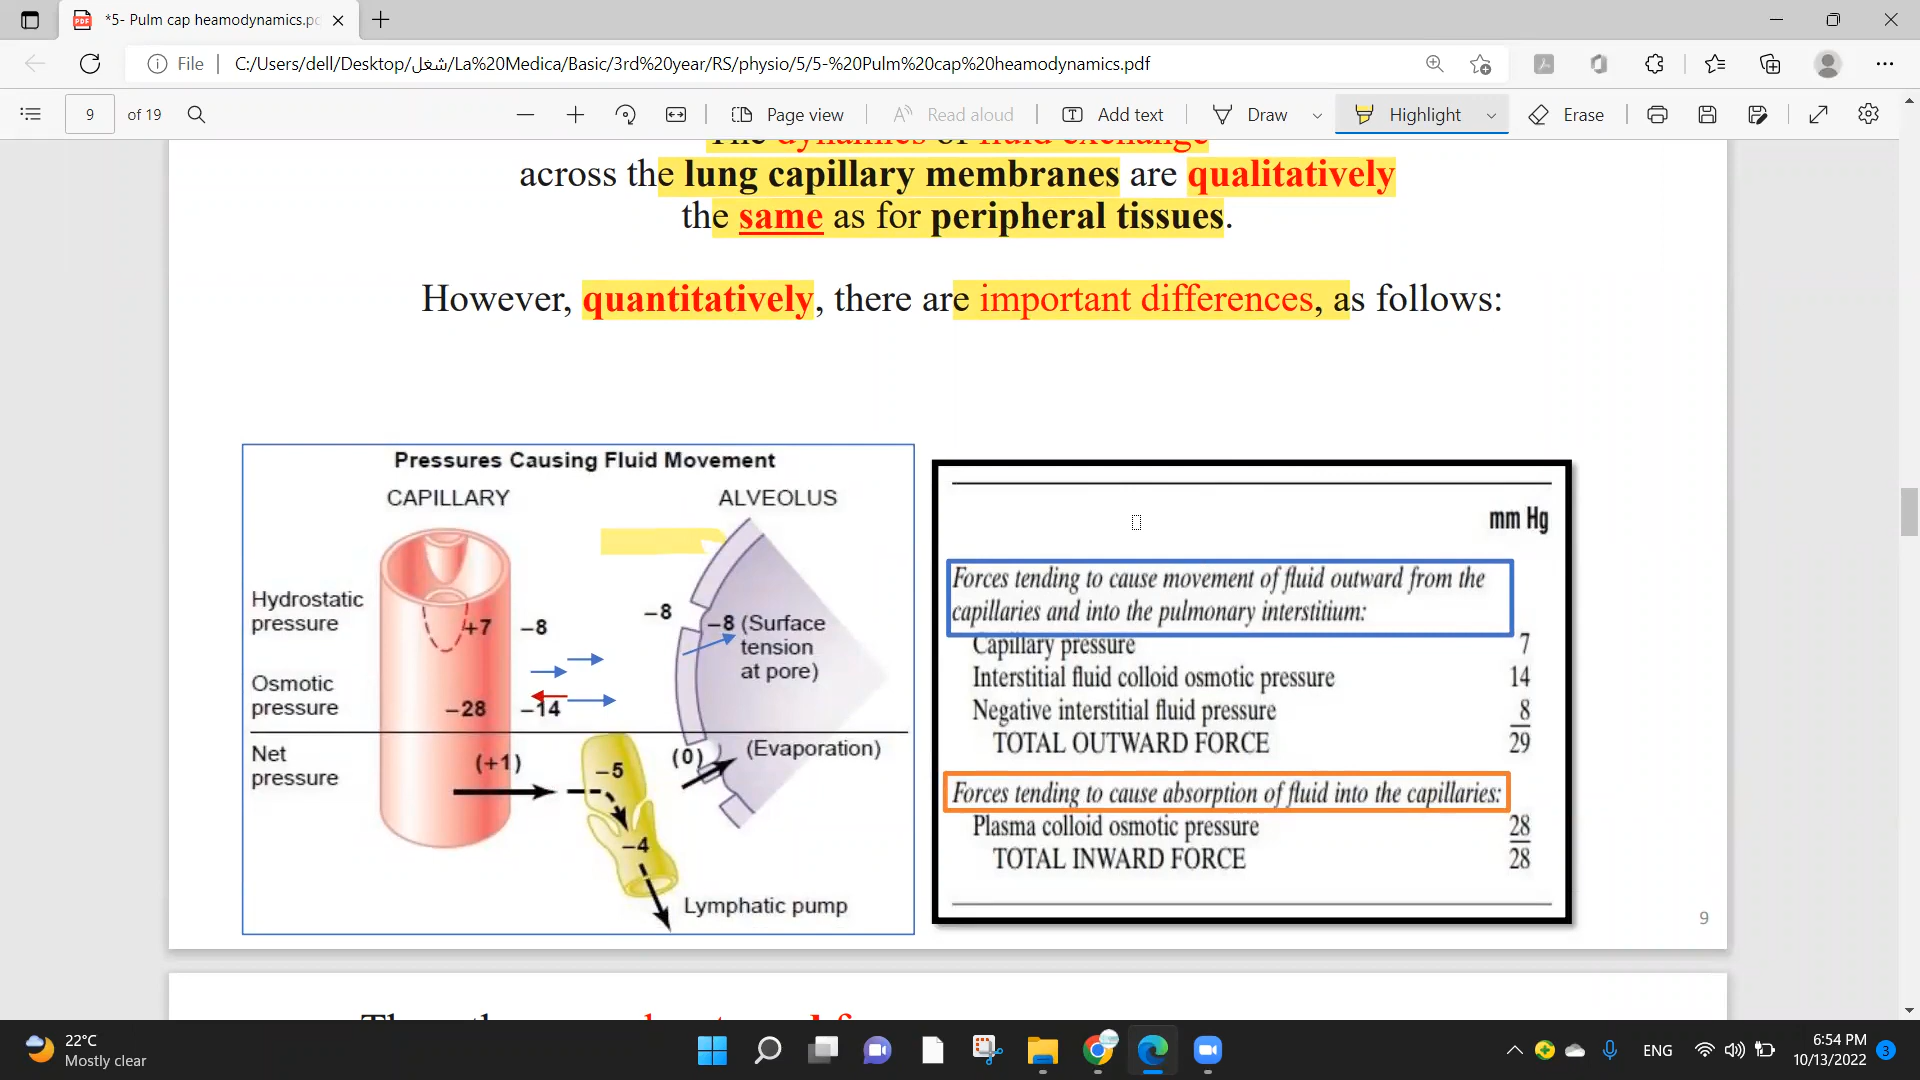 *5- Pulm cap heamodynamics.pd
File
C:/Users/dell/Desktop/شغل/La%20Medica/Basic/3rd%20year/RS/physio/5/5-%20Pulm%20cap%20heamodynamics.pdf
9 of 19
Page view
Read aloud
Add text
Draw
Highlight
Erase
The dynamics of fluid exchange
across the lung capillary membranes are qualitatively
the same as for peripheral tissues.
However, quantitatively, there are important differences, as follows:
Pressures Causing Fluid Movement
CAPILLARY
ALVEOLUS
Hydrostatic
pressure
+7
-8
-8
-8 (Surface
tension
at pore)
Osmotic
pressure
-28
-14
Net
pressure
(+1)
-5
(0)
(Evaporation)
-4
Lymphatic pump
mm Hg
Forces tending to cause movement of fluid outward from the
capillaries and into the pulmonary interstitium:
Capillary pressure 7
Interstitial fluid colloid osmotic pressure 14
Negative interstitial fluid pressure 8
TOTAL OUTWARD FORCE 29
Forces tending to cause absorption of fluid into the capillaries:
Plasma colloid osmotic pressure 28
TOTAL INWARD FORCE 28
9
22°C
Mostly clear
ENG
6:54 PM
10/13/2022
3